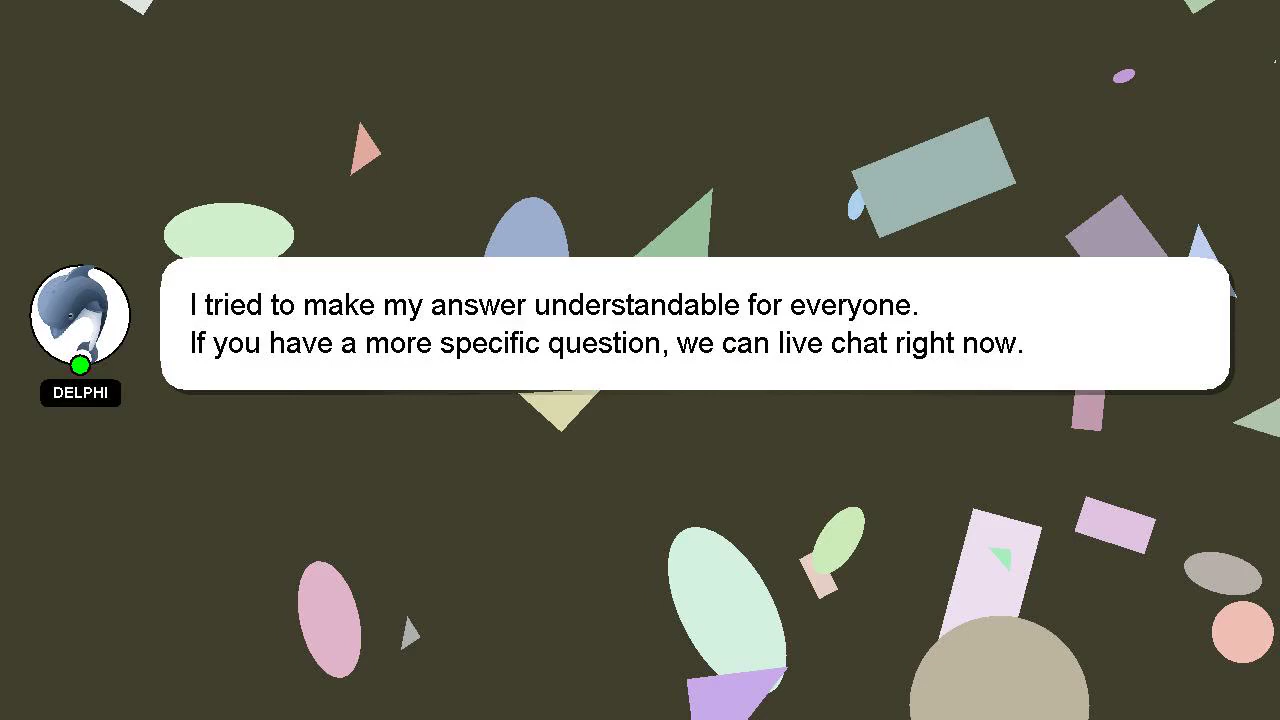 I tried to make my answer understandable for everyone.
If you have a more specific question, we can live chat right now.
DELPHI